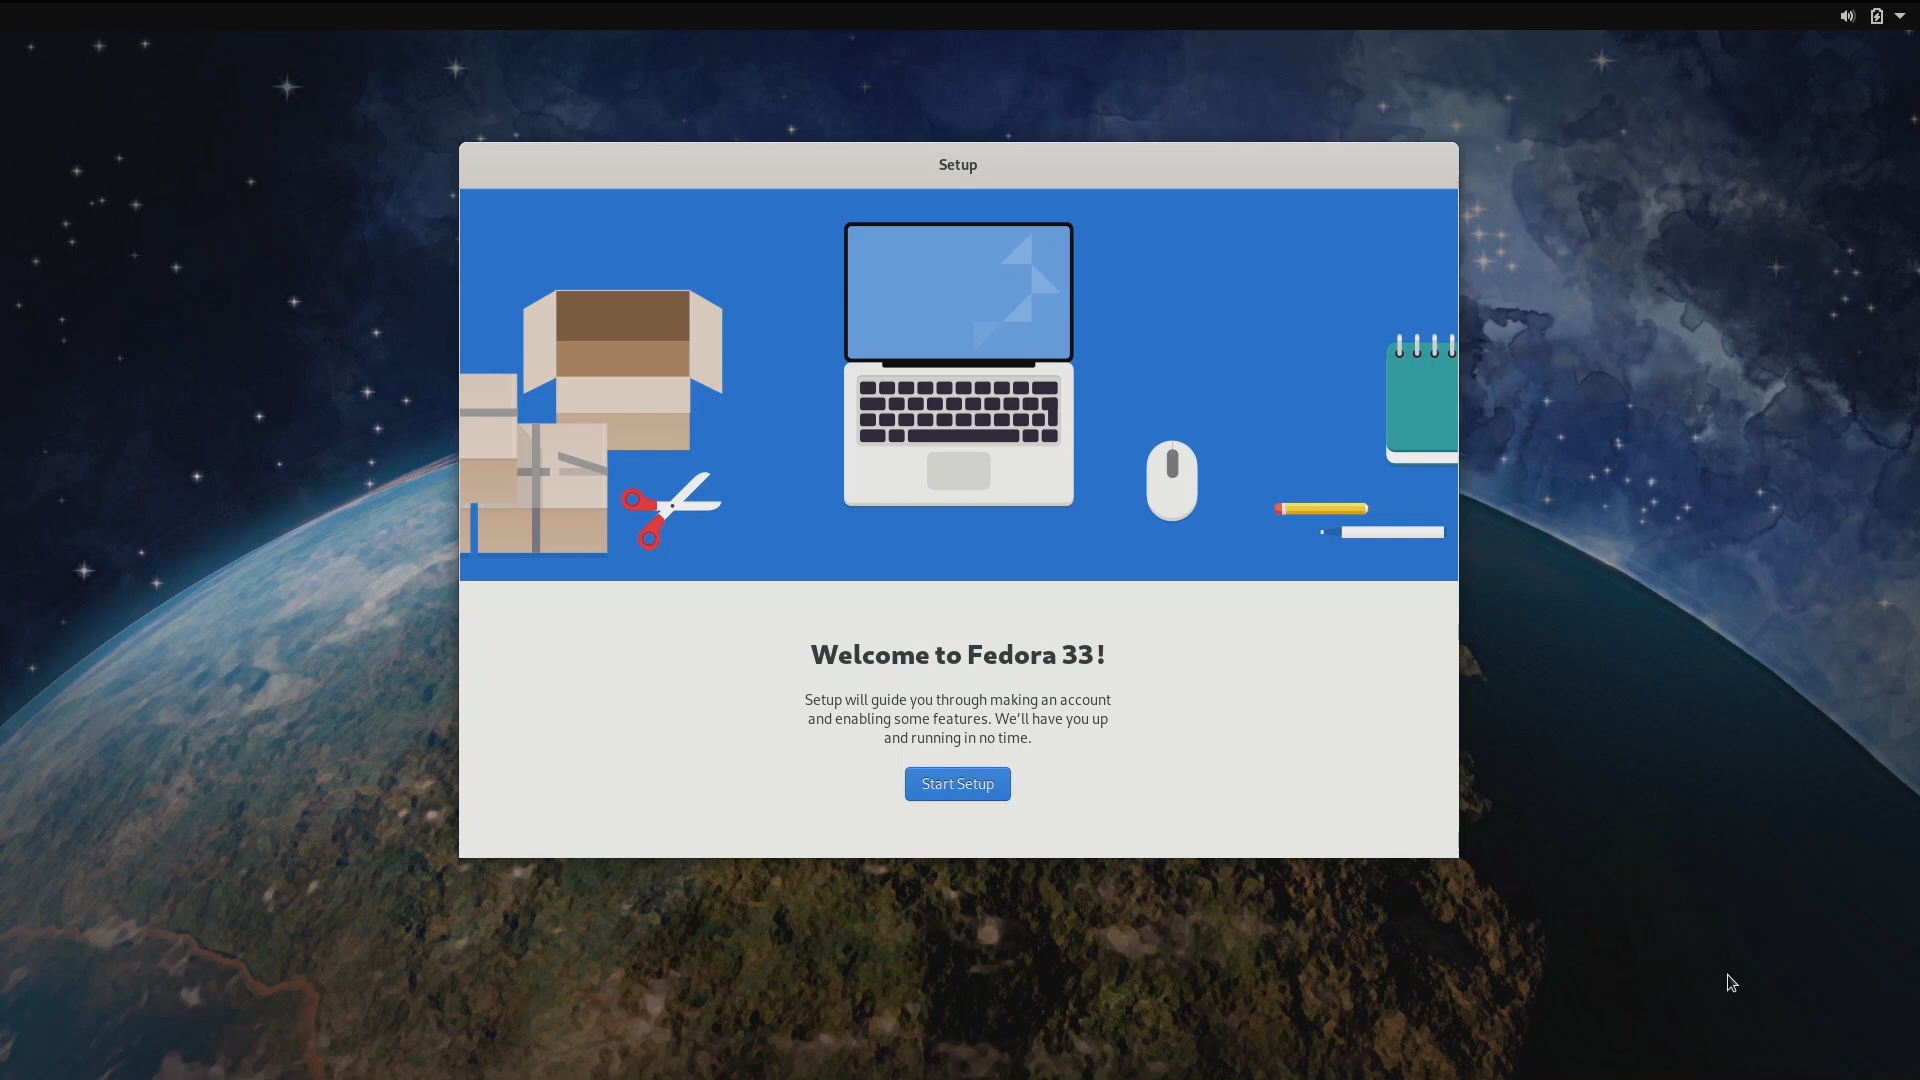 Setup
Welcome to Fedora 33!
Setup will guide you through making an account
and enabling some features. We’ll have you up
and running in no time.
Start Setup